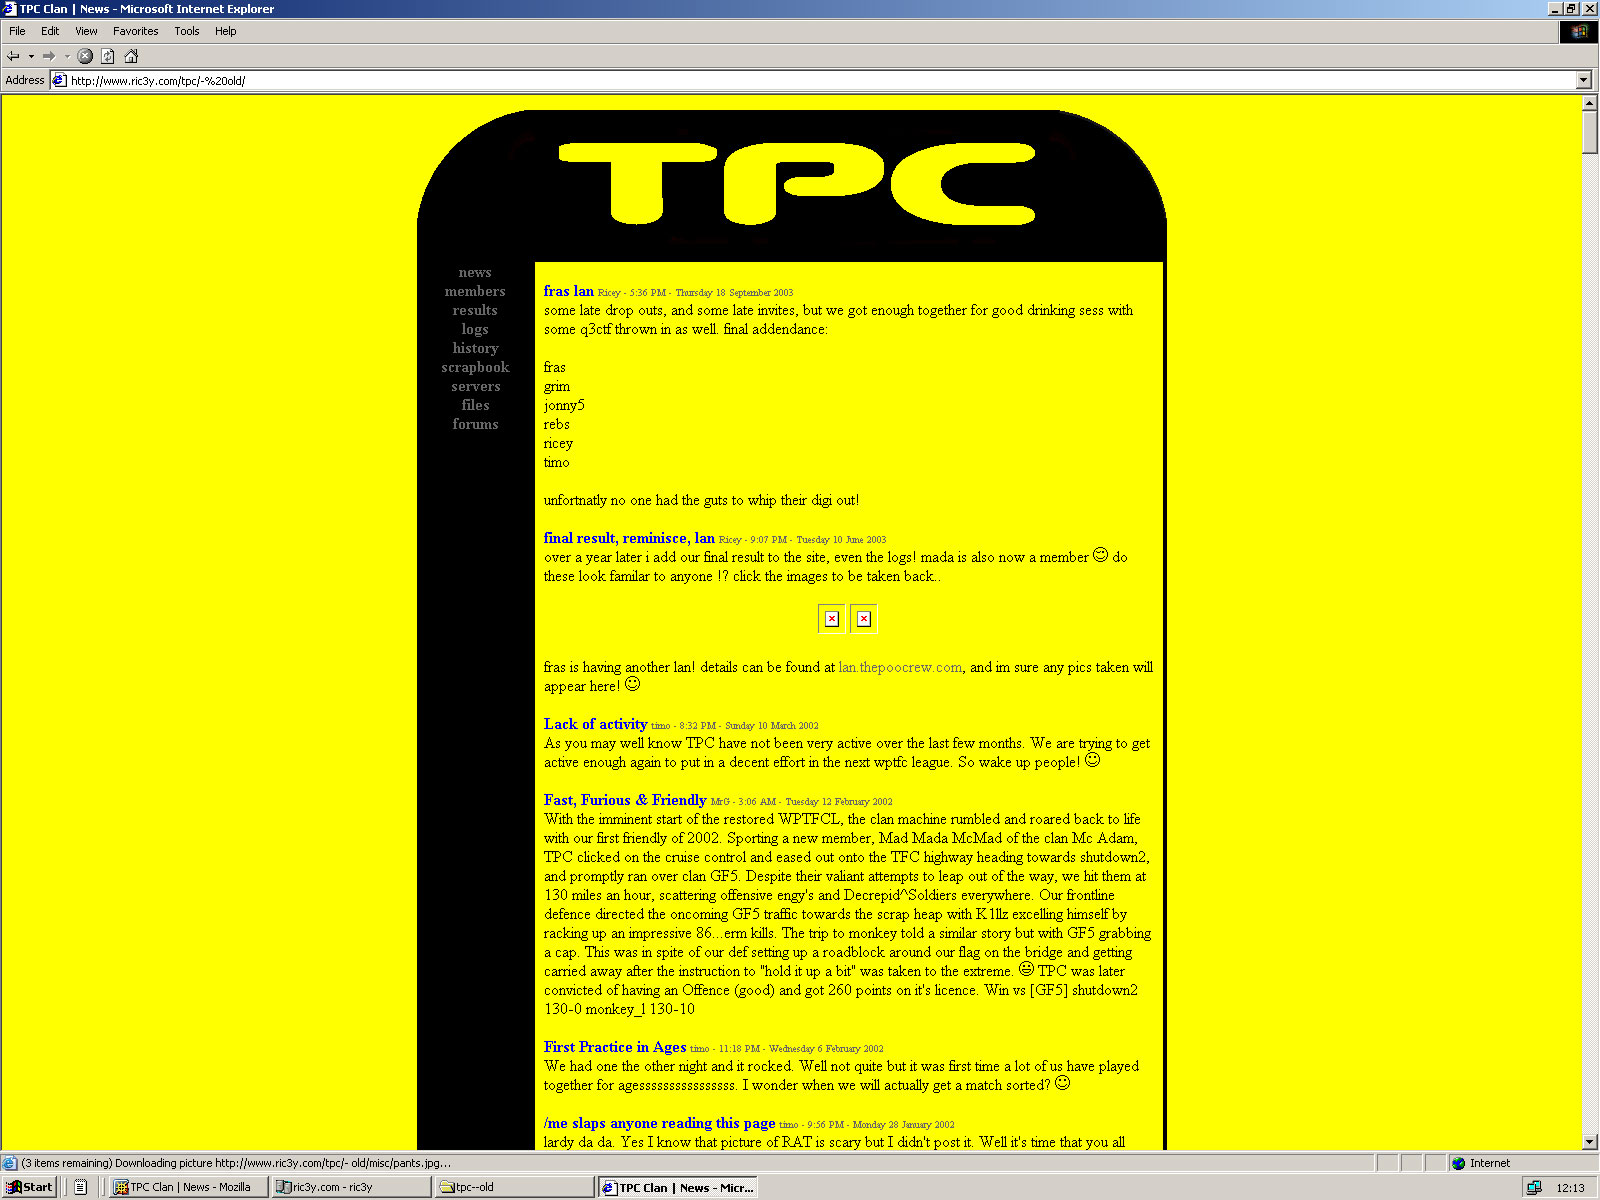 TPC Clan | News - Microsoft Internet Explorer
File Edit View Favorites Tools Help
Address http://www.ric3y.com/tpc/-%20old/
TPC
news
members
results
logs
history
scrapbook
servers
files
forums
fras lan Ricey - 5:36 PM - Thursday 18 September 2003
some late drop outs, and some late invites, but we got enough together for good drinking sess with
some q3ctf thrown in as well. final addendance:
fras
grim
jonny5
rebs
ricey
timo
unfortnatly no one had the guts to whip their digi out!
final result, reminisce, lan Ricey - 9:07 PM - Tuesday 10 June 2003
over a year later i add our final result to the site, even the logs! mada is also now a member do
these look familar to anyone !? click the images to be taken back..
fras is having another lan! details can be found at lan.thepoocrew.com, and im sure any pics taken will
appear here!
Lack of activity timo - 8:32 PM - Sunday 10 March 2002
As you may well know TPC have not been very active over the last few months. We are trying to get
active enough again to put in a decent effort in the next wptfc league. So wake up people!
Fast, Furious & Friendly MrG - 3:06 AM - Tuesday 12 February 2002
With the imminent start of the restored WPTFCL, the clan machine rumbled and roared back to life
with our first friendly of 2002. Sporting a new member, Mad Mada McMad of the clan Mc Adam,
TPC clicked on the cruise control and eased out onto the TFC highway heading towards shutdown2,
and promptly ran over clan GF5. Despite their valiant attempts to leap out of the way, we hit them at
130 miles an hour, scattering offensive engy's and Decrepid^Soldiers everywhere. Our frontline
defence directed the oncoming GF5 traffic towards the scrap heap with K1llz excelling himself by
racking up an impressive 86...erm kills. The trip to monkey told a similar story but with GF5 grabbing
a cap. This was in spite of our def setting up a roadblock around our flag on the bridge and getting
carried away after the instruction to "hold it up a bit" was taken to the extreme. TPC was later
convicted of having an Offence (good) and got 260 points on it's licence. Win vs [GF5] shutdown2
130-0 monkey_l 130-10
First Practice in Ages timo - 11:18 PM - Wednesday 6 February 2002
We had one the other night and it rocked. Well not quite but it was first time a lot of us have played
together for agesssssssssssssssss. I wonder when we will actually get a match sorted?
/me slaps anyone reading this page timo - 9:56 PM - Monday 28 January 2002
lardy da da. Yes I know that picture of RAT is scary but I didn't post it. Well it's time that you all
(3 items remaining) Downloading picture http://www.ric3y.com/tpc/- old/misc/pants.jpg... Internet
Start TPC Clan | News - Mozilla ric3y.com - ric3y tpc--old TPC Clan | News - Micr... 12:13